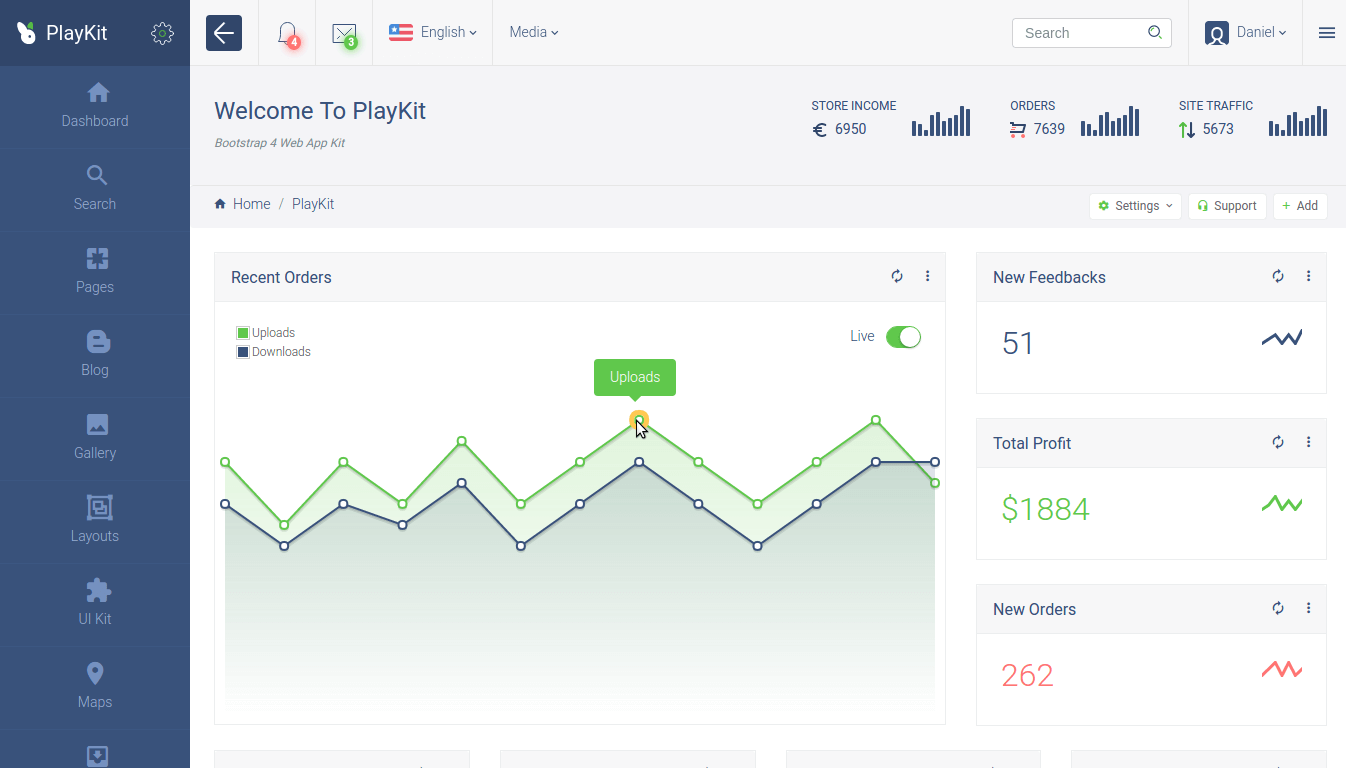 PlayKit
4
3
English
Media
Search
Daniel
Dashboard
Search
Pages
Blog
Gallery
Layouts
UI Kit
Maps
Welcome To PlayKit
Bootstrap 4 Web App Kit
STORE INCOME
6950
ORDERS
7639
SITE TRAFFIC
5673
Home / PlayKit
Settings
Support
+ Add
Recent Orders
Uploads
Downloads
Live
Uploads
New Feedbacks
51
Total Profit
$1884
New Orders
262